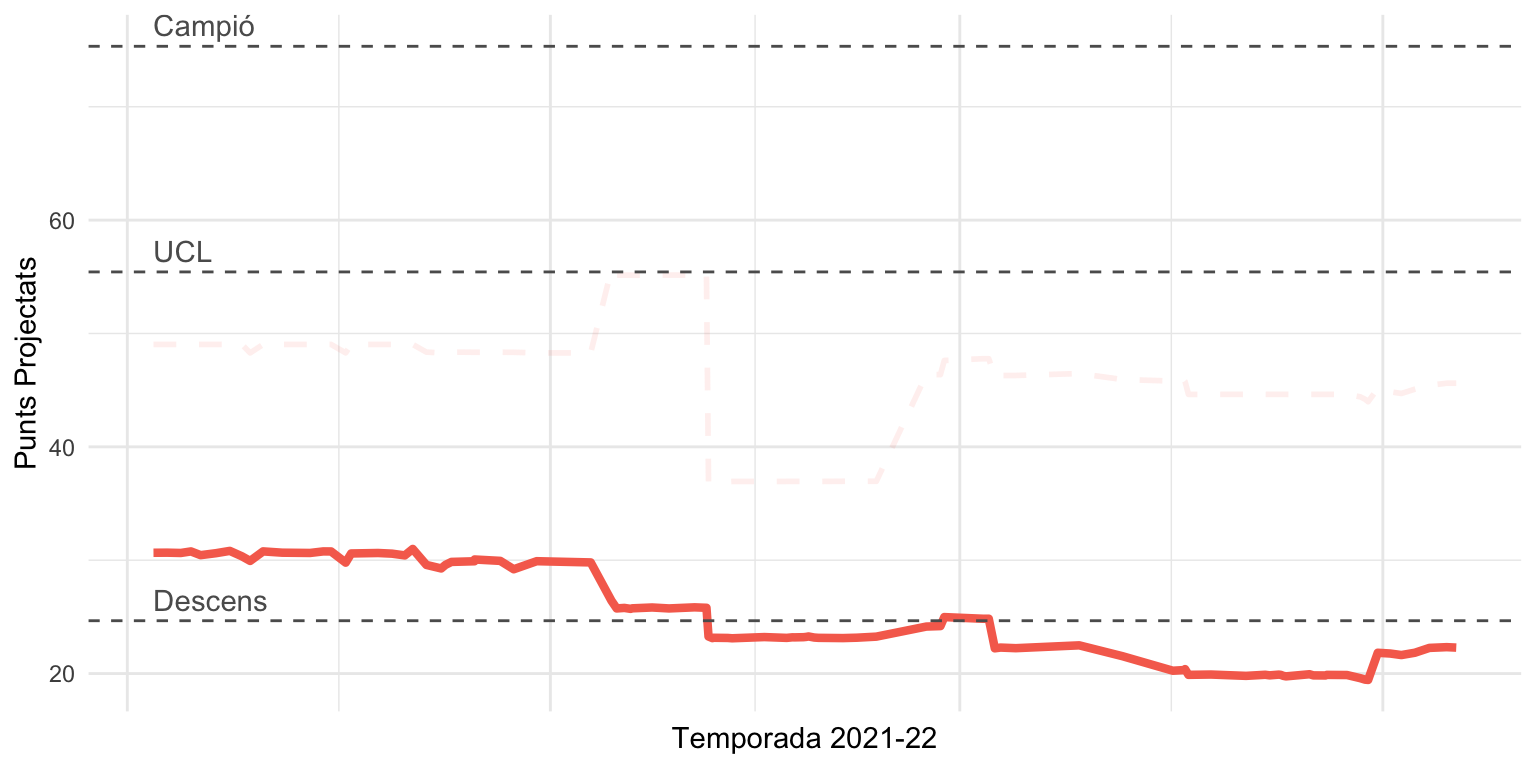 Campió
60
UCL
Punts Projectats
40
Descens
20
Temporada 2021-22